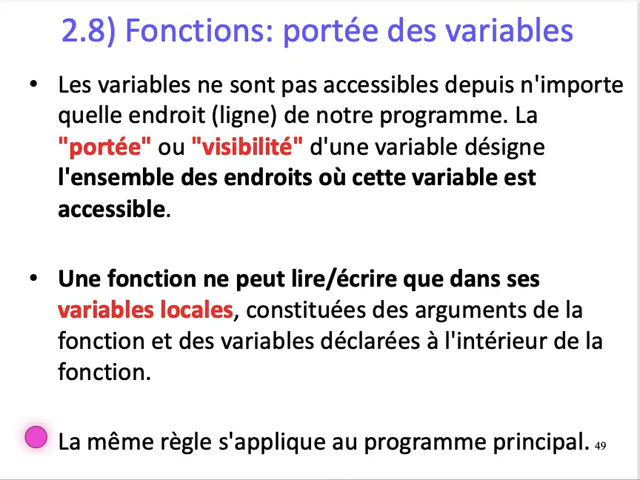 2.8) Fonctions: portée des variables
• Les variables ne sont pas accessibles depuis n'importe
quelle endroit (ligne) de notre programme. La
"portée" ou "visibilité" d'une variable désigne
l'ensemble des endroits où cette variable est
accessible.
• Une fonction ne peut lire/écrire que dans ses
variables locales, constituées des arguments de la
fonction et des variables déclarées à l'intérieur de la
fonction.
La même règle s'applique au programme principal. 49